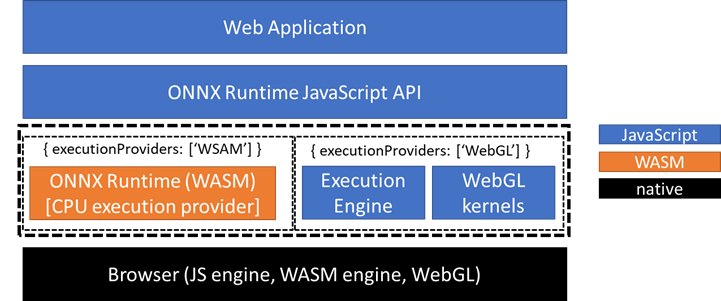 Web Application
ONNX Runtime JavaScript API
{ executionProviders: [‘WSAM’] }
{ executionProviders: [‘WebGL’] }
ONNX Runtime (WASM)
[CPU execution provider]
Execution
Engine
WebGL
kernels
Browser (JS engine, WASM engine, WebGL)
JavaScript
WASM
native